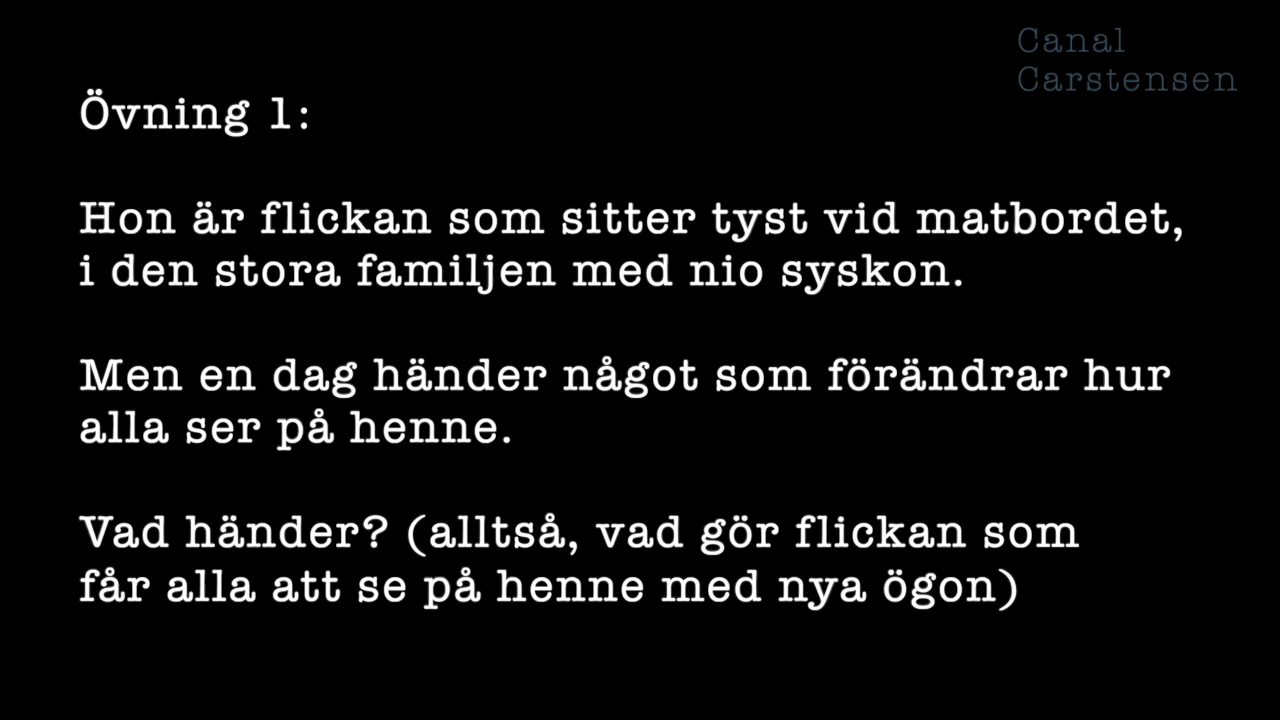 Canal
Carstensen
Övning 1:
Hon är flickan som sitter tyst vid matbordet,
i den stora familjen med nio syskon.
Men en dag händer något som förändrar hur
alla ser på henne.
Vad händer? (alltså, vad gör flickan som
får alla att se på henne med nya ögon)